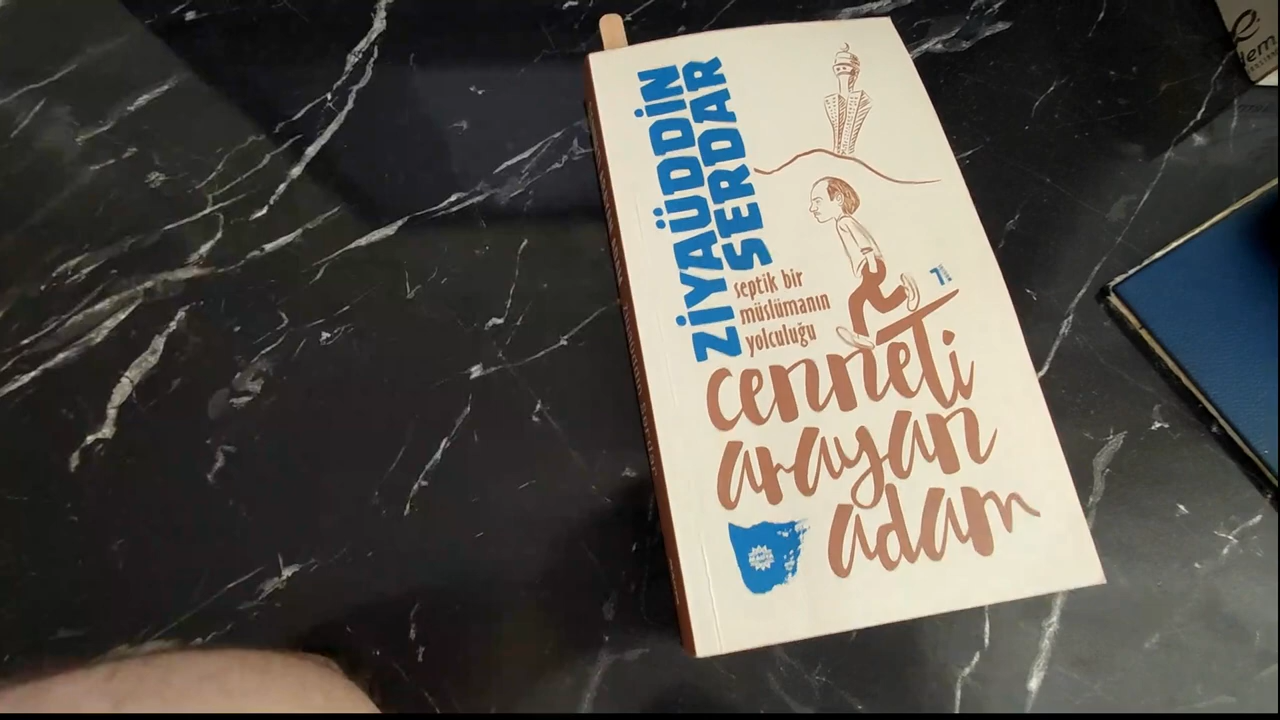 ZİYAÜDDİN
SERDAR
septik bir
müslümanın
yolculuğu
cenneti
arayan
adam